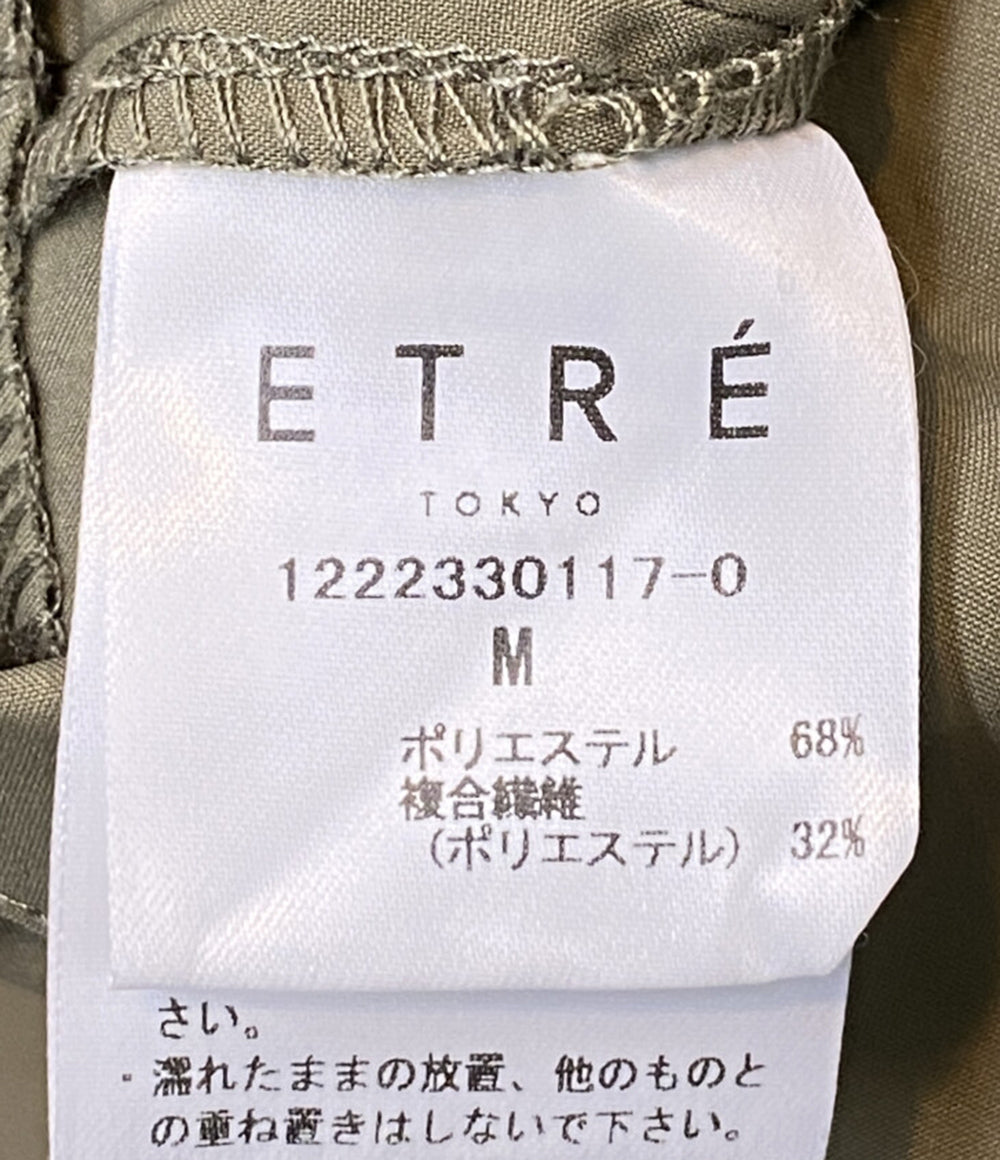 ETRÉ
TOKYO
1222330117-0
M
ポリエステル 68%
複合繊維
(ポリエステル) 32%
さい。
・濡れたままの放置、他のものと
の重ね置きはしないで下さい。